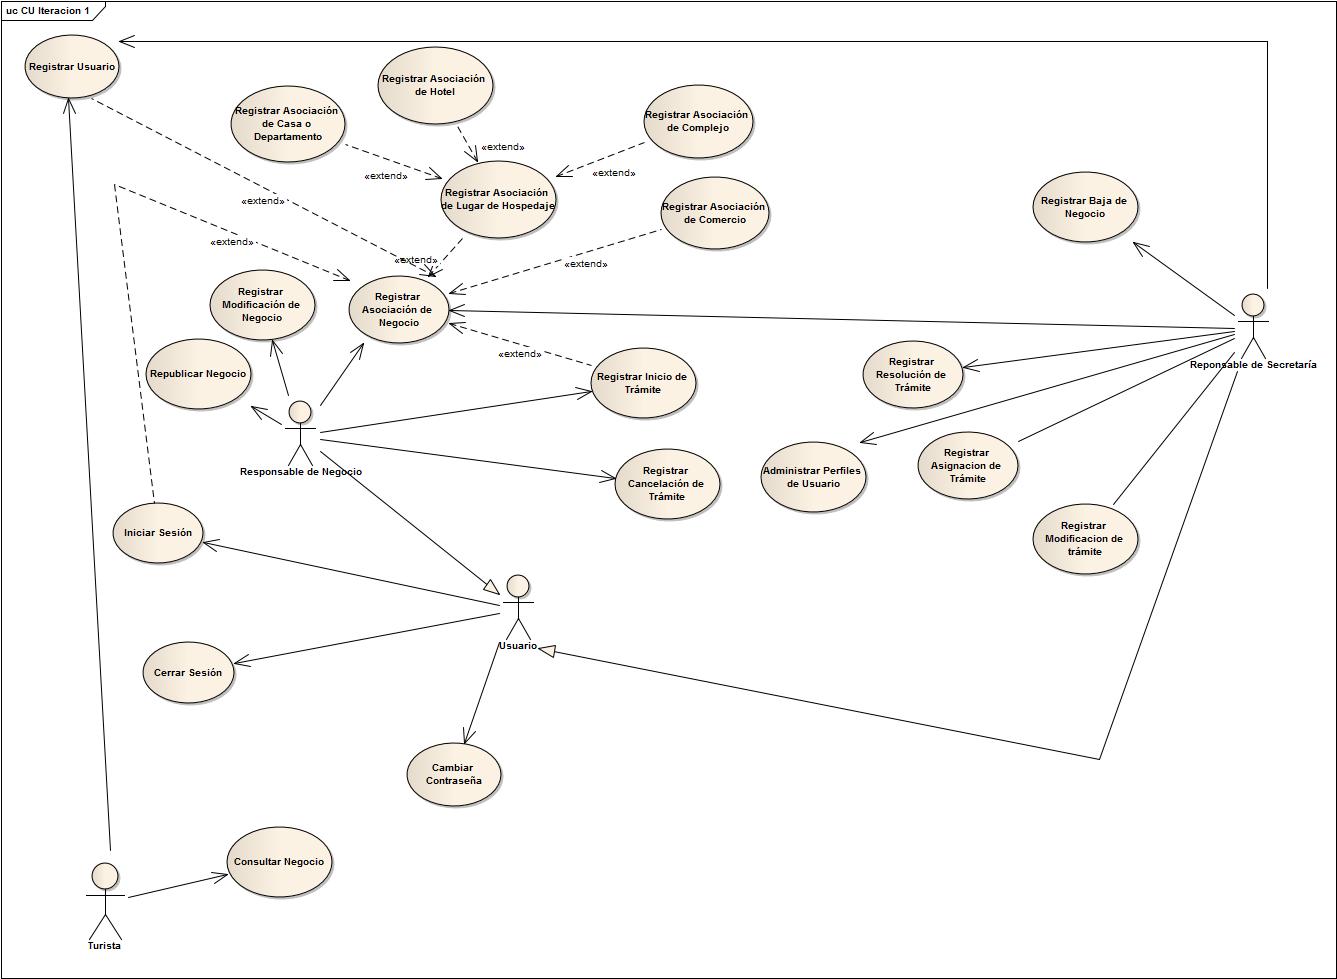 uc CU Iteracion 1
Registrar Usuario
Registrar Asociación
de Hotel
Registrar Asociación
de Casa o
Departamento
Registrar Asociación
de Complejo
«extend»
«extend»
«extend»
Registrar Asociación
de Lugar de Hospedaje
Registrar Asociación
de Comercio
Registrar Baja de
Negocio
«extend»
«extend»
«extend»
«extend»
Registrar
Modificación de
Negocio
Registrar
Asociación de
Negocio
«extend»
Republicar Negocio
Registrar Inicio de
Trámite
Registrar
Resolución de
Trámite
Reponsable de Secretaría
Responsable de Negocio
Registrar
Cancelación de
Trámite
Administrar Perfiles
de Usuario
Registrar
Asignacion de
Trámite
Registrar
Modificacion de
trámite
Iniciar Sesión
Usuario
Cerrar Sesión
Cambiar
Contraseña
Consultar Negocio
Turista